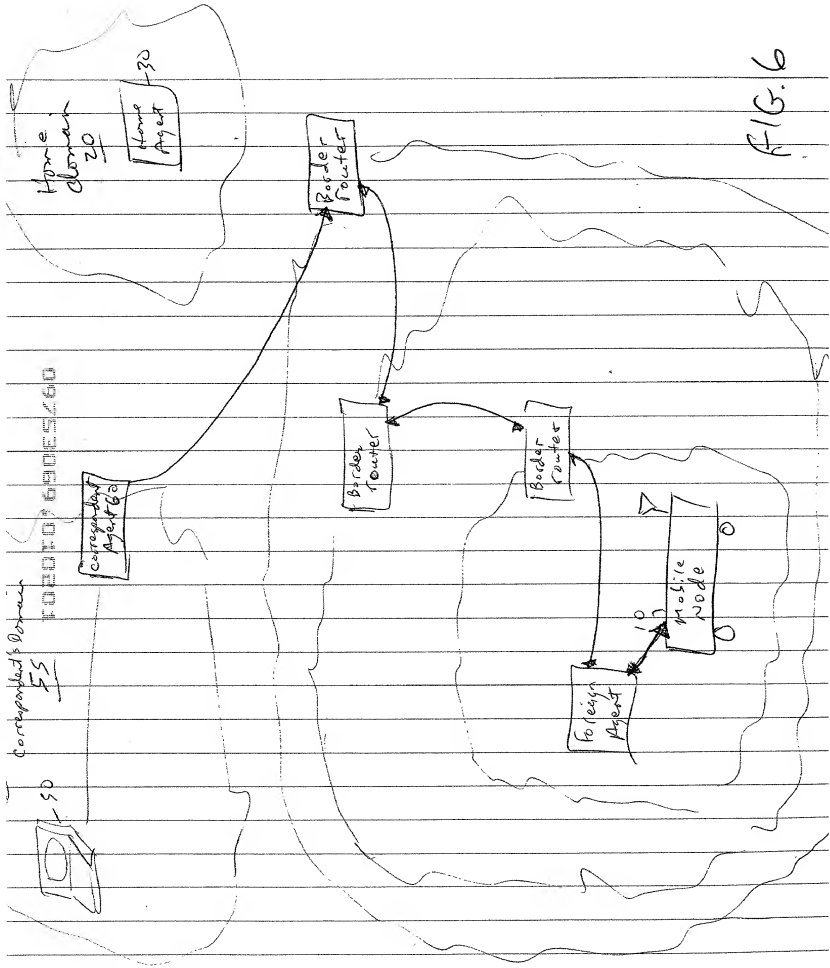 Home
domain
20
Home
Agent
30
Correspondent's Domain
55
50
Correspondent
Agent 60
Border
router
Border
router
Border
router
Foreign
Agent
10
Mobile
Node
FIG. 6